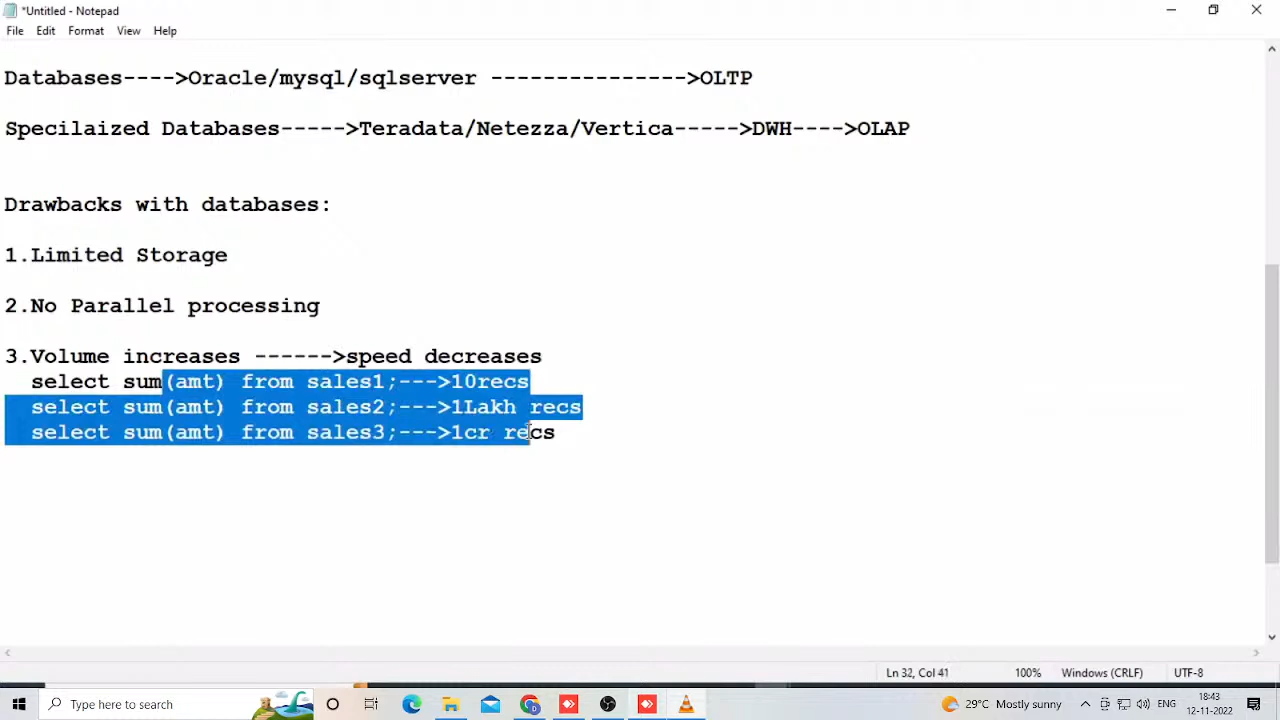 *Untitled - Notepad
File Edit Format View Help
Databases---->Oracle/mysql/sqlserver --------------->OLTP
Specilaized Databases----->Teradata/Netezza/Vertica----->DWH---->OLAP
Drawbacks with databases:
1.Limited Storage
2.No Parallel processing
3.Volume increases ------>speed decreases
select sum(amt) from sales1;--->10recs
select sum(amt) from sales2;--->1Lakh recs
select sum(amt) from sales3;--->1cr recs
Ln 32, Col 41 100% Windows (CRLF) UTF-8
Type here to search 29°C Mostly sunny ENG 18:43
12-11-2022